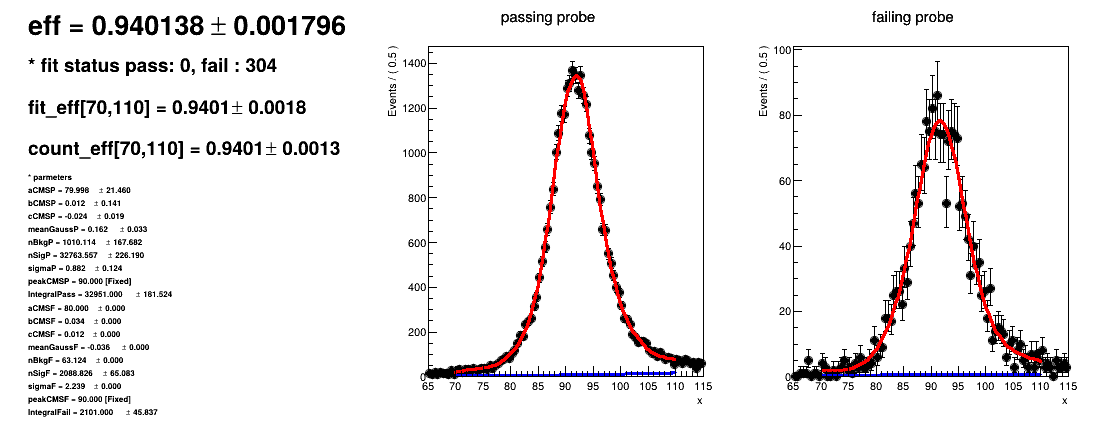 eff = 0.940138 ± 0.001796
* fit status pass: 0, fail : 304
fit_eff[70,110] = 0.9401± 0.0018
count_eff[70,110] = 0.9401± 0.0013
* parmeters
aCMSP = 79.998 ± 21.460
bCMSP = 0.012 ± 0.141
cCMSP = -0.024 ± 0.019
meanGaussP = 0.162 ± 0.033
nBkgP = 1010.114 ± 167.682
nSigP = 32763.557 ± 226.190
sigmaP = 0.882 ± 0.124
peakCMSP = 90.000 [Fixed]
IntegralPass = 32951.000 ± 181.524
aCMSF = 80.000 ± 0.000
bCMSF = 0.034 ± 0.000
cCMSF = 0.012 ± 0.000
meanGaussF = -0.036 ± 0.000
nBkgF = 63.124 ± 0.000
nSigF = 2088.826 ± 65.083
sigmaF = 2.239 ± 0.000
peakCMSF = 90.000 [Fixed]
IntegralFail = 2101.000 ± 45.837
passing probe
Events / ( 0.5 )
1400
1200
1000
800
600
400
200
0
65 70 75 80 85 90 95 100 105 110 115
x
failing probe
Events / ( 0.5 )
100
80
60
40
20
0
65 70 75 80 85 90 95 100 105 110 115
x